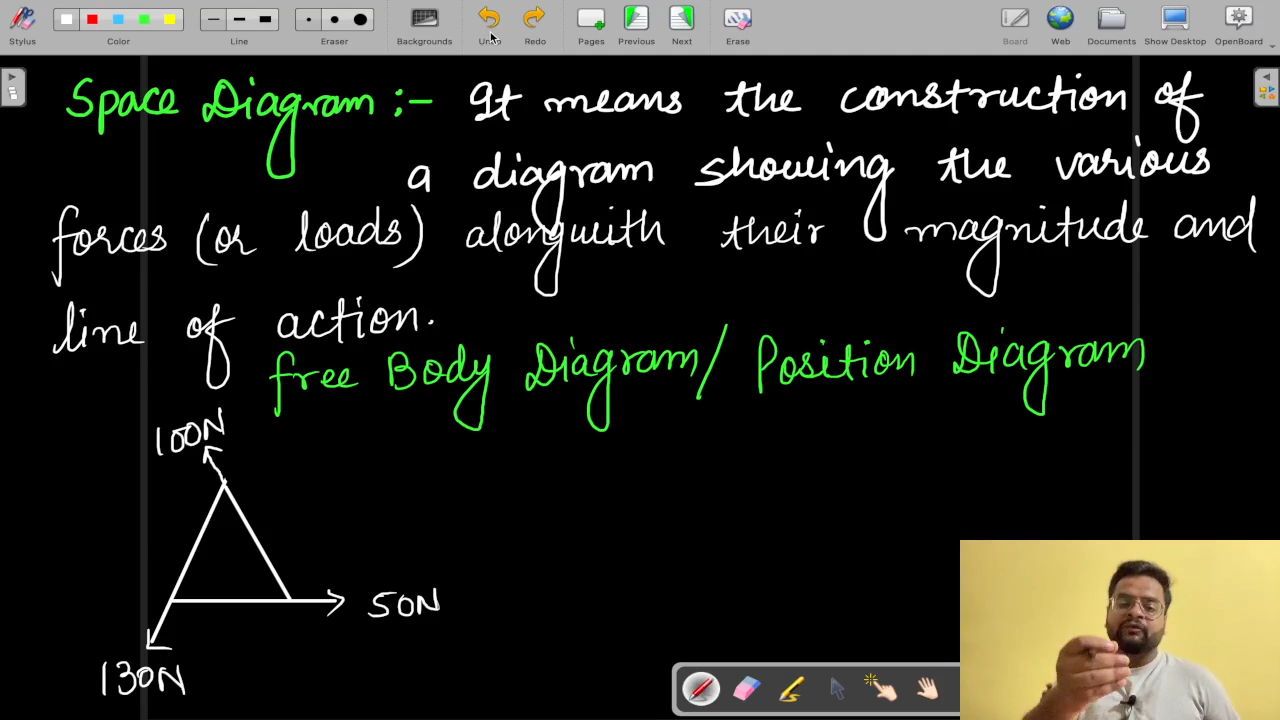 Stylus Color Line Eraser Backgrounds Undo Redo Pages Previous Next Erase Board Web Documents Show Desktop OpenBoard
Space Diagram :- It means the construction of
a diagram showing the various
forces (or loads) alongwith their magnitude and
line of action.
free Body Diagram/ Position Diagram
100N
50N
130N